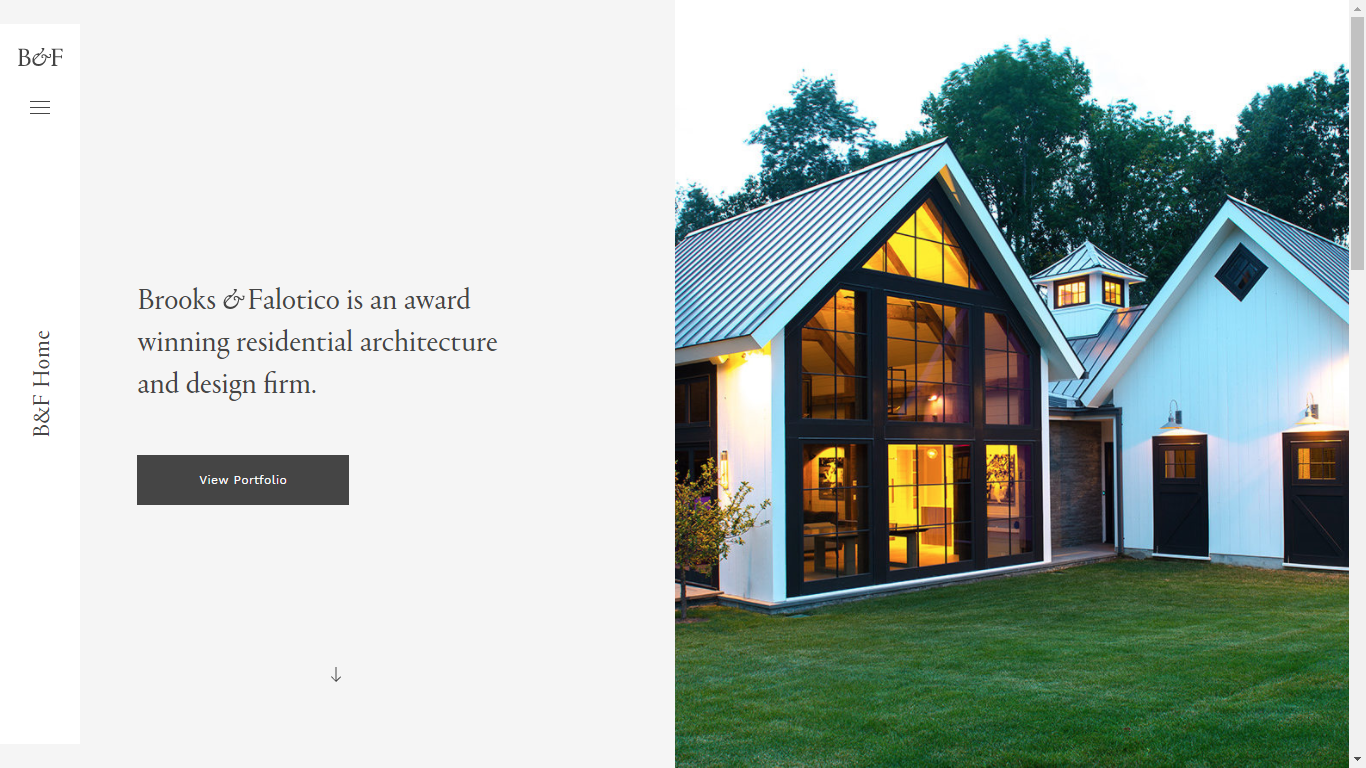 B&F
B&F Home
Brooks & Falotico is an award
winning residential architecture
and design firm.
View Portfolio